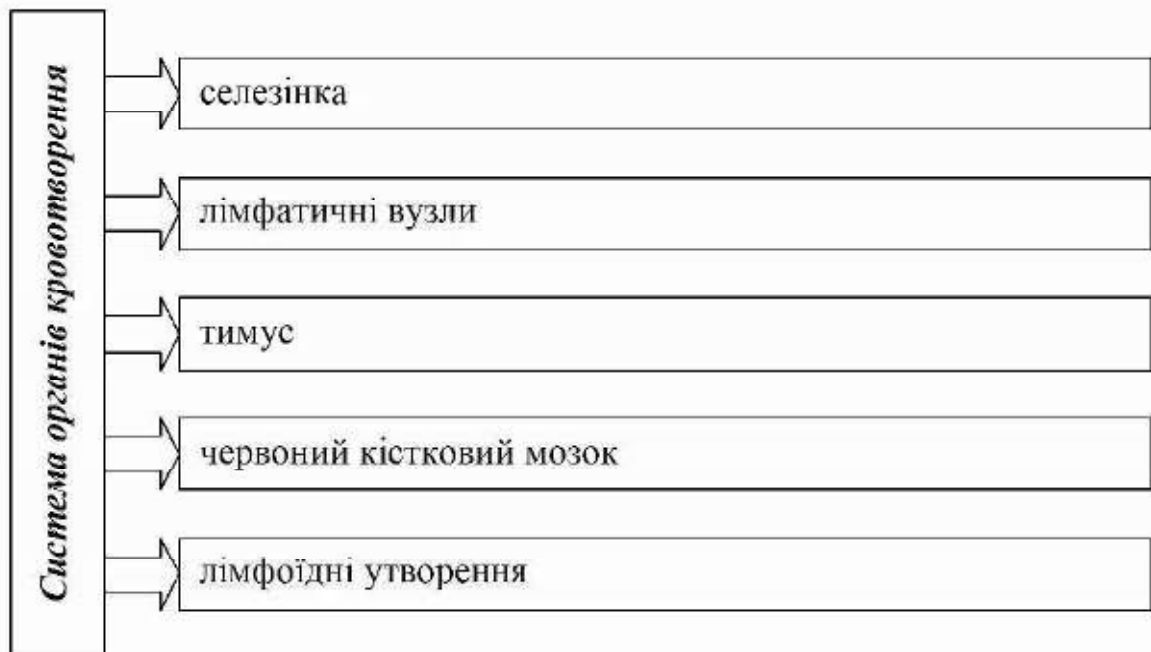 Система органів кровотворення
селезінка
лімфатичні вузли
тимус
червоний кістковий мозок
лімфоїдні утворення